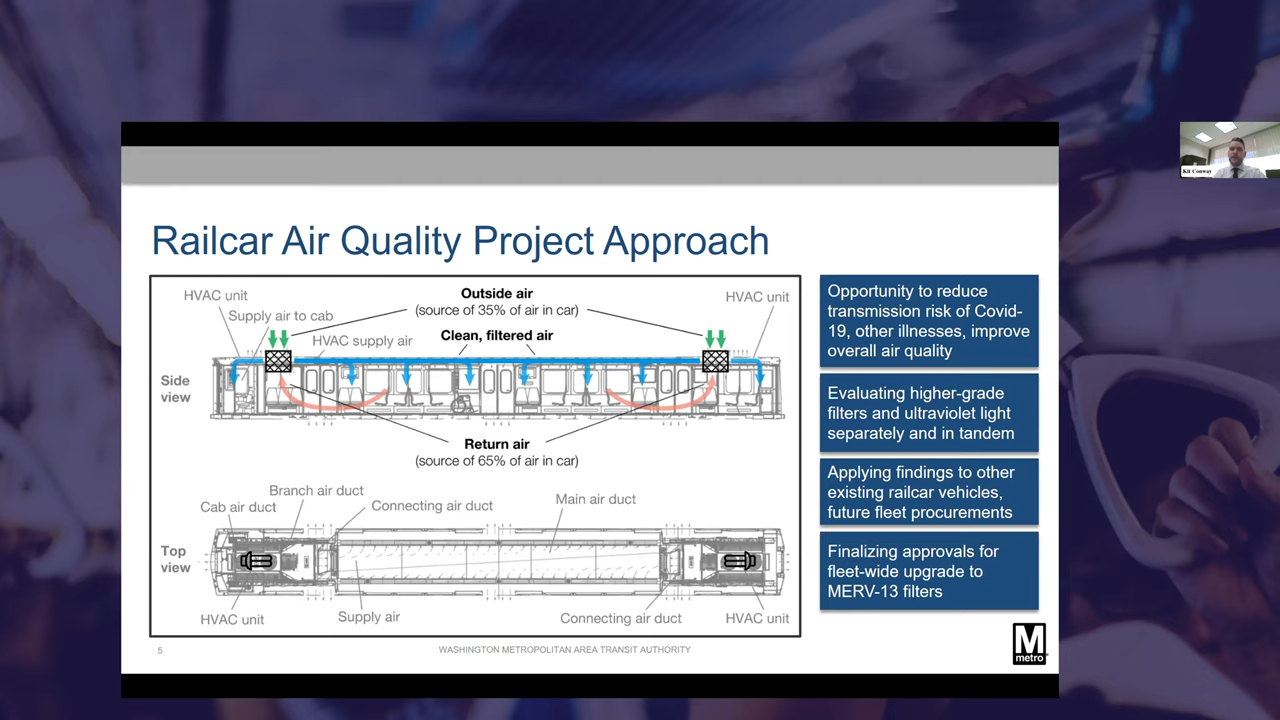 Kit Conway
Railcar Air Quality Project Approach
HVAC unit
Outside air
(source of 35% of air in car)
HVAC unit
Supply air to cab
HVAC supply air
Clean, filtered air
Side
view
Return air
(source of 65% of air in car)
Branch air duct
Cab air duct
Connecting air duct
Main air duct
Top
view
HVAC unit
Supply air
Connecting air duct
HVAC unit
Opportunity to reduce
transmission risk of Covid-
19, other illnesses, improve
overall air quality
Evaluating higher-grade
filters and ultraviolet light
separately and in tandem
Applying findings to other
existing railcar vehicles,
future fleet procurements
Finalizing approvals for
fleet-wide upgrade to
MERV-13 filters
5
WASHINGTON METROPOLITAN AREA TRANSIT AUTHORITY
M
metro